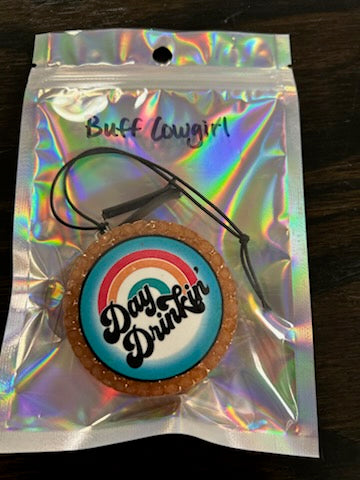 Buff Cowgirl
Day
Drinkin'